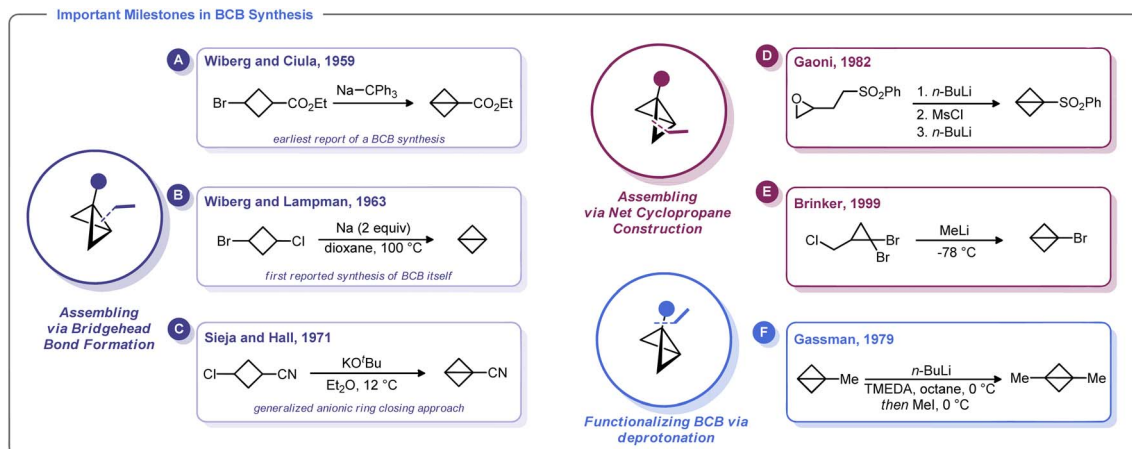 Important Milestones in BCB Synthesis
A
Wiberg and Ciula, 1959
Br
CO2Et
Na–CPh3
CO2Et
earliest report of a BCB synthesis
B
Wiberg and Lampman, 1963
Br
Cl
Na (2 equiv)
dioxane, 100 °C
first reported synthesis of BCB itself
Assembling
via Bridgehead
Bond Formation
C
Sieja and Hall, 1971
Cl
CN
KOtBu
Et2O, 12 °C
CN
generalized anionic ring closing approach
Assembling
via Net Cyclopropane
Construction
D
Gaoni, 1982
O
SO2Ph
1. n-BuLi
2. MsCl
3. n-BuLi
SO2Ph
E
Brinker, 1999
Cl
Br
Br
MeLi
-78 °C
Br
Functionalizing BCB via
deprotonation
F
Gassman, 1979
Me
n-BuLi
TMEDA, octane, 0 °C
then MeI, 0 °C
Me
Me